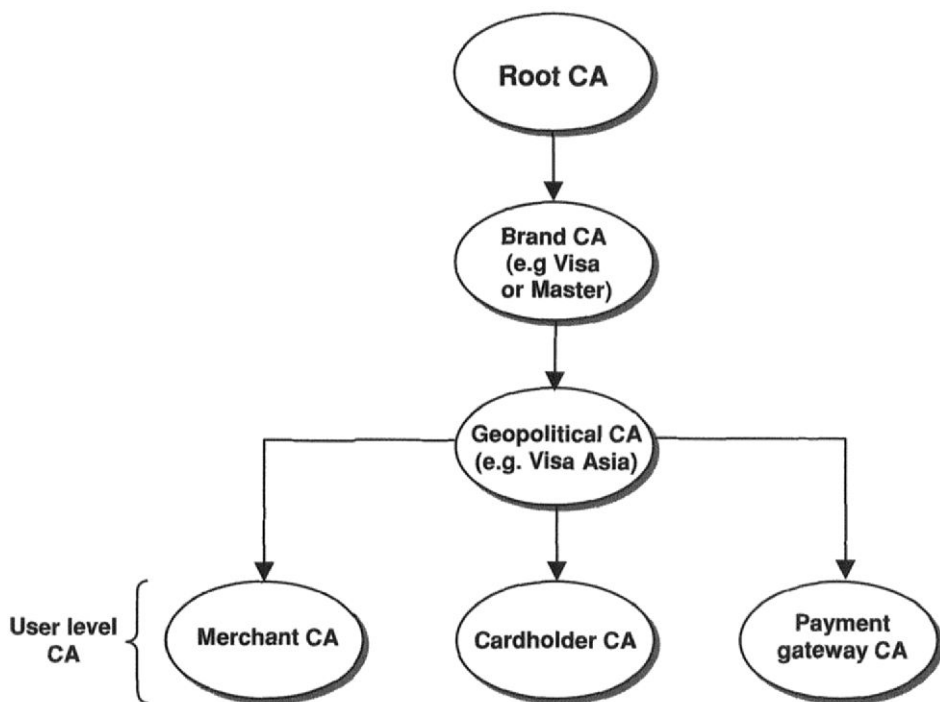 Root CA
Brand CA
(e.g Visa
or Master)
Geopolitical CA
(e.g. Visa Asia)
User level
CA
Merchant CA
Cardholder CA
Payment
gateway CA